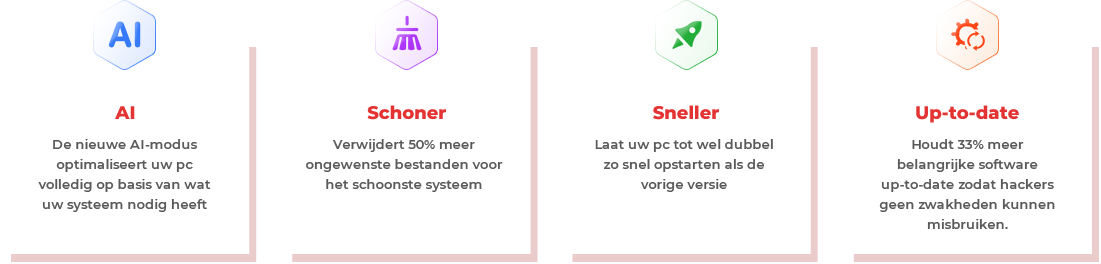 AI
AI
De nieuwe AI-modus
optimaliseert uw pc
volledig op basis van wat
uw systeem nodig heeft
Schoner
Verwijdert 50% meer
ongewenste bestanden voor
het schoonste systeem
Sneller
Laat uw pc tot wel dubbel
zo snel opstarten als de
vorige versie
Up-to-date
Houdt 33% meer
belangrijke software
up-to-date zodat hackers
geen zwakheden kunnen
misbruiken.